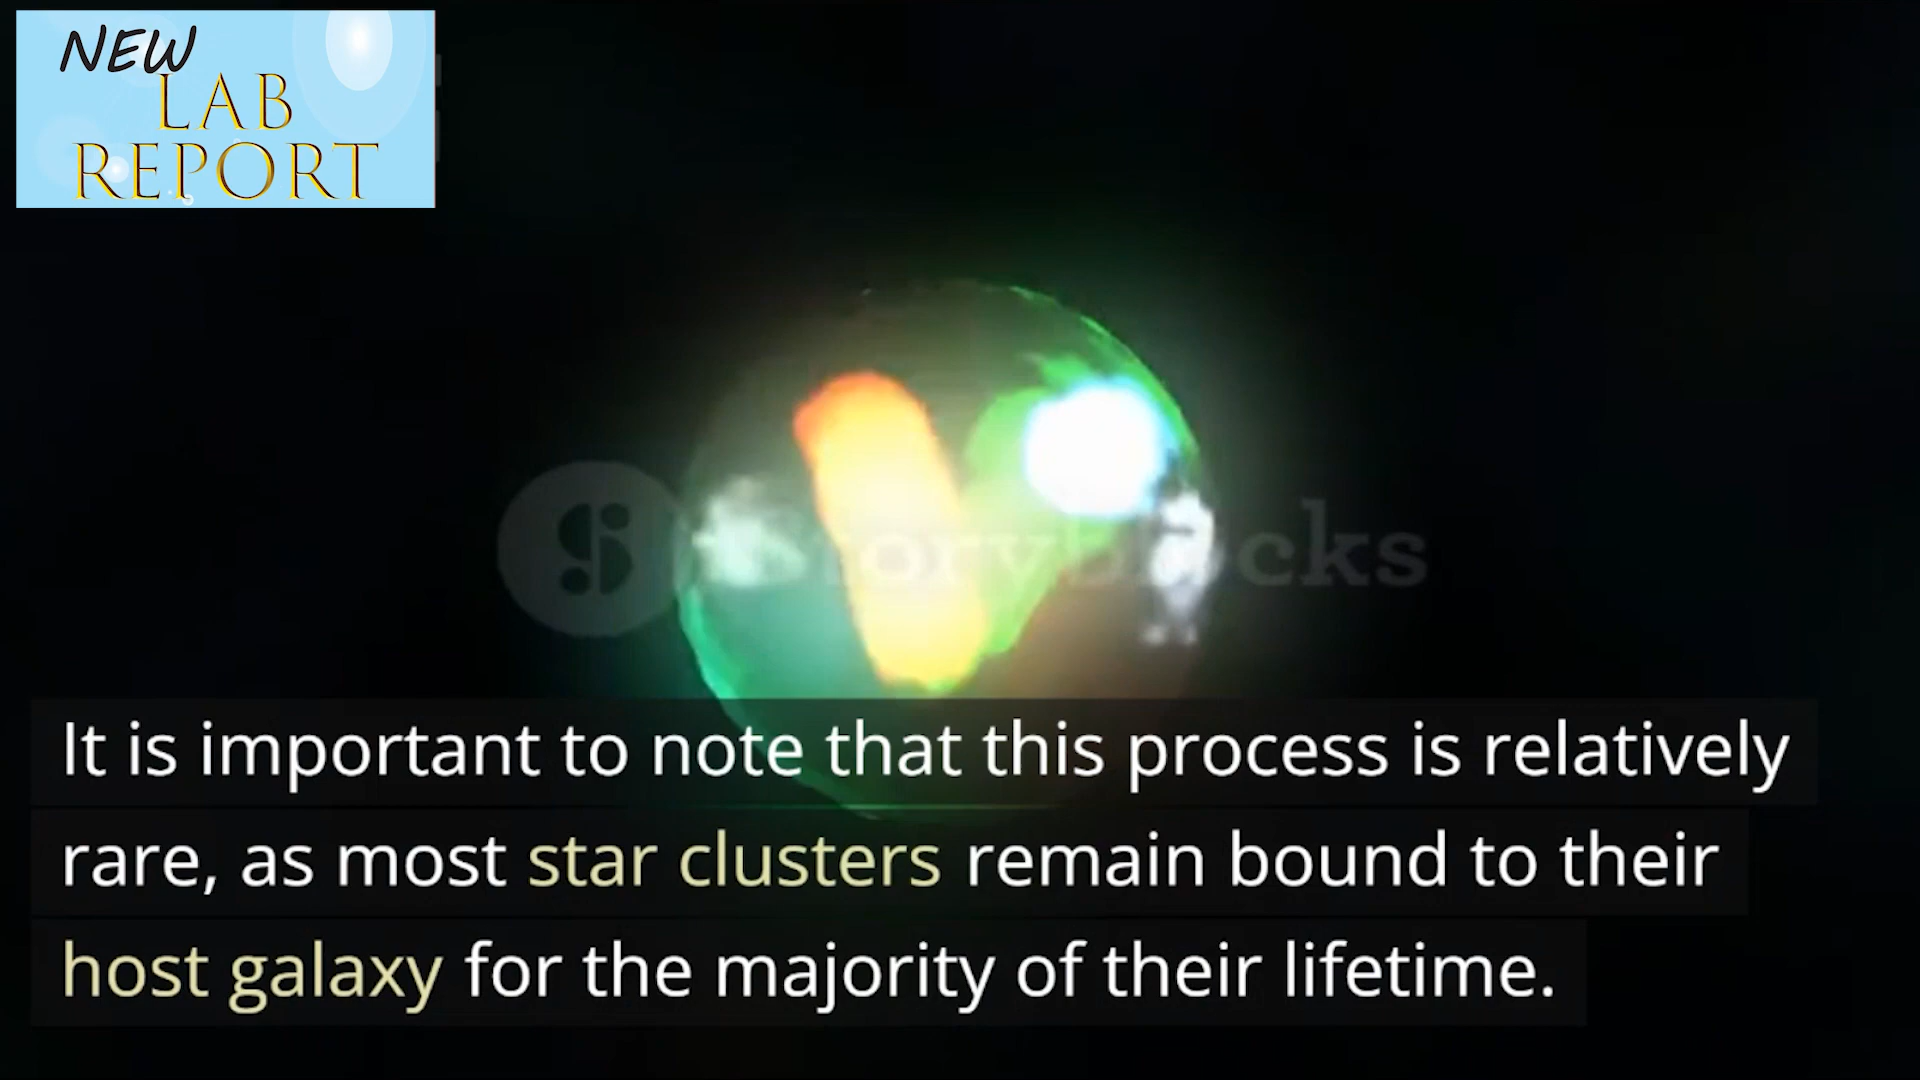 NEW
LAB
REPORT
storyblocks
It is important to note that this process is relatively
rare, as most star clusters remain bound to their
host galaxy for the majority of their lifetime.